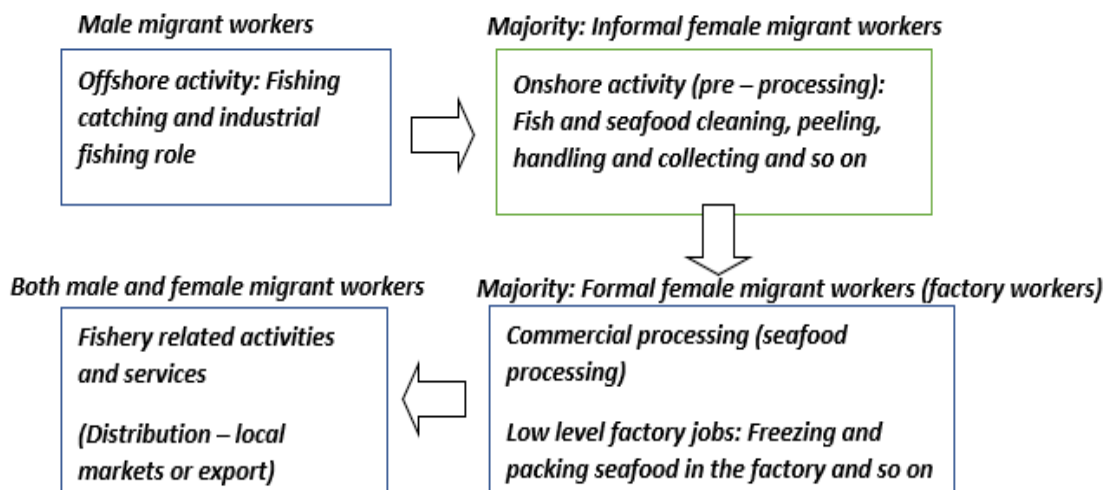 Male migrant workers
Offshore activity: Fishing
catching and industrial
fishing role
Majority: Informal female migrant workers
Onshore activity (pre – processing):
Fish and seafood cleaning, peeling,
handling and collecting and so on
Majority: Formal female migrant workers (factory workers)
Commercial processing (seafood
processing)
Low level factory jobs: Freezing and
packing seafood in the factory and so on
Both male and female migrant workers
Fishery related activities
and services
(Distribution – local
markets or export)